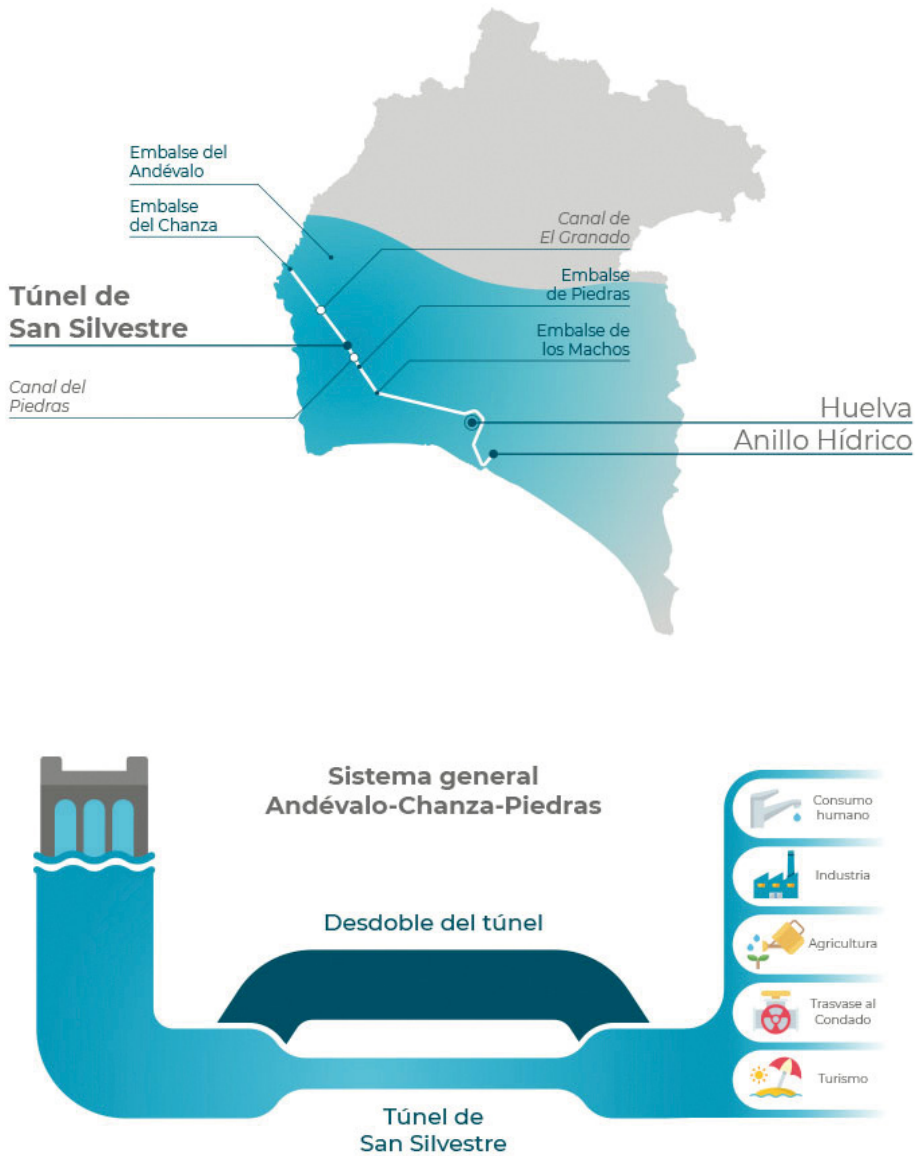 Embalse del
Andévalo
Embalse
del Chanza
Canal de
El Granado
Túnel de
San Silvestre
Embalse
de Piedras
Embalse de
los Machos
Canal del
Piedras
Huelva
Anillo Hídrico
Sistema general
Andévalo-Chanza-Piedras
Desdoble del túnel
Túnel de
San Silvestre
Consumo
humano
Industria
Agricultura
Trasvase al
Condado
Turismo